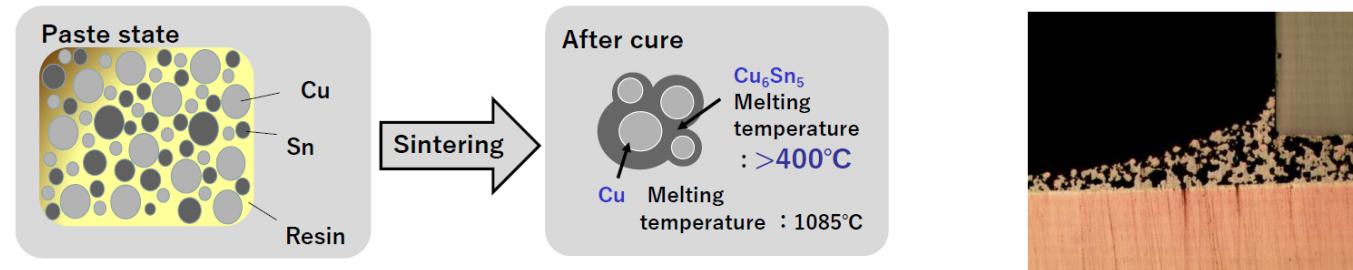 Paste state
Cu
Sn
Resin
Sintering
After cure
Cu₆Sn₅
Melting
temperature
: >400℃
Cu Melting
temperature : 1085℃